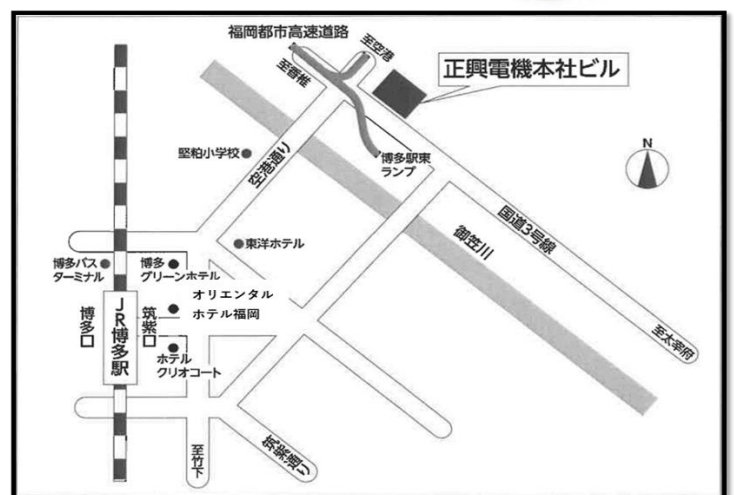 福岡都市高速道路
至空港
至香椎
正興電機本社ビル
N
堅粕小学校
空港通り
博多駅東
ランプ
国道3号線
御笠川
東洋ホテル
博多バス
ターミナル
博多
グリーンホテル
オリエンタル
ホテル福岡
博多口
JR博多駅
筑紫口
至太宰府
ホテル
クリオコート
至竹下
筑紫通り